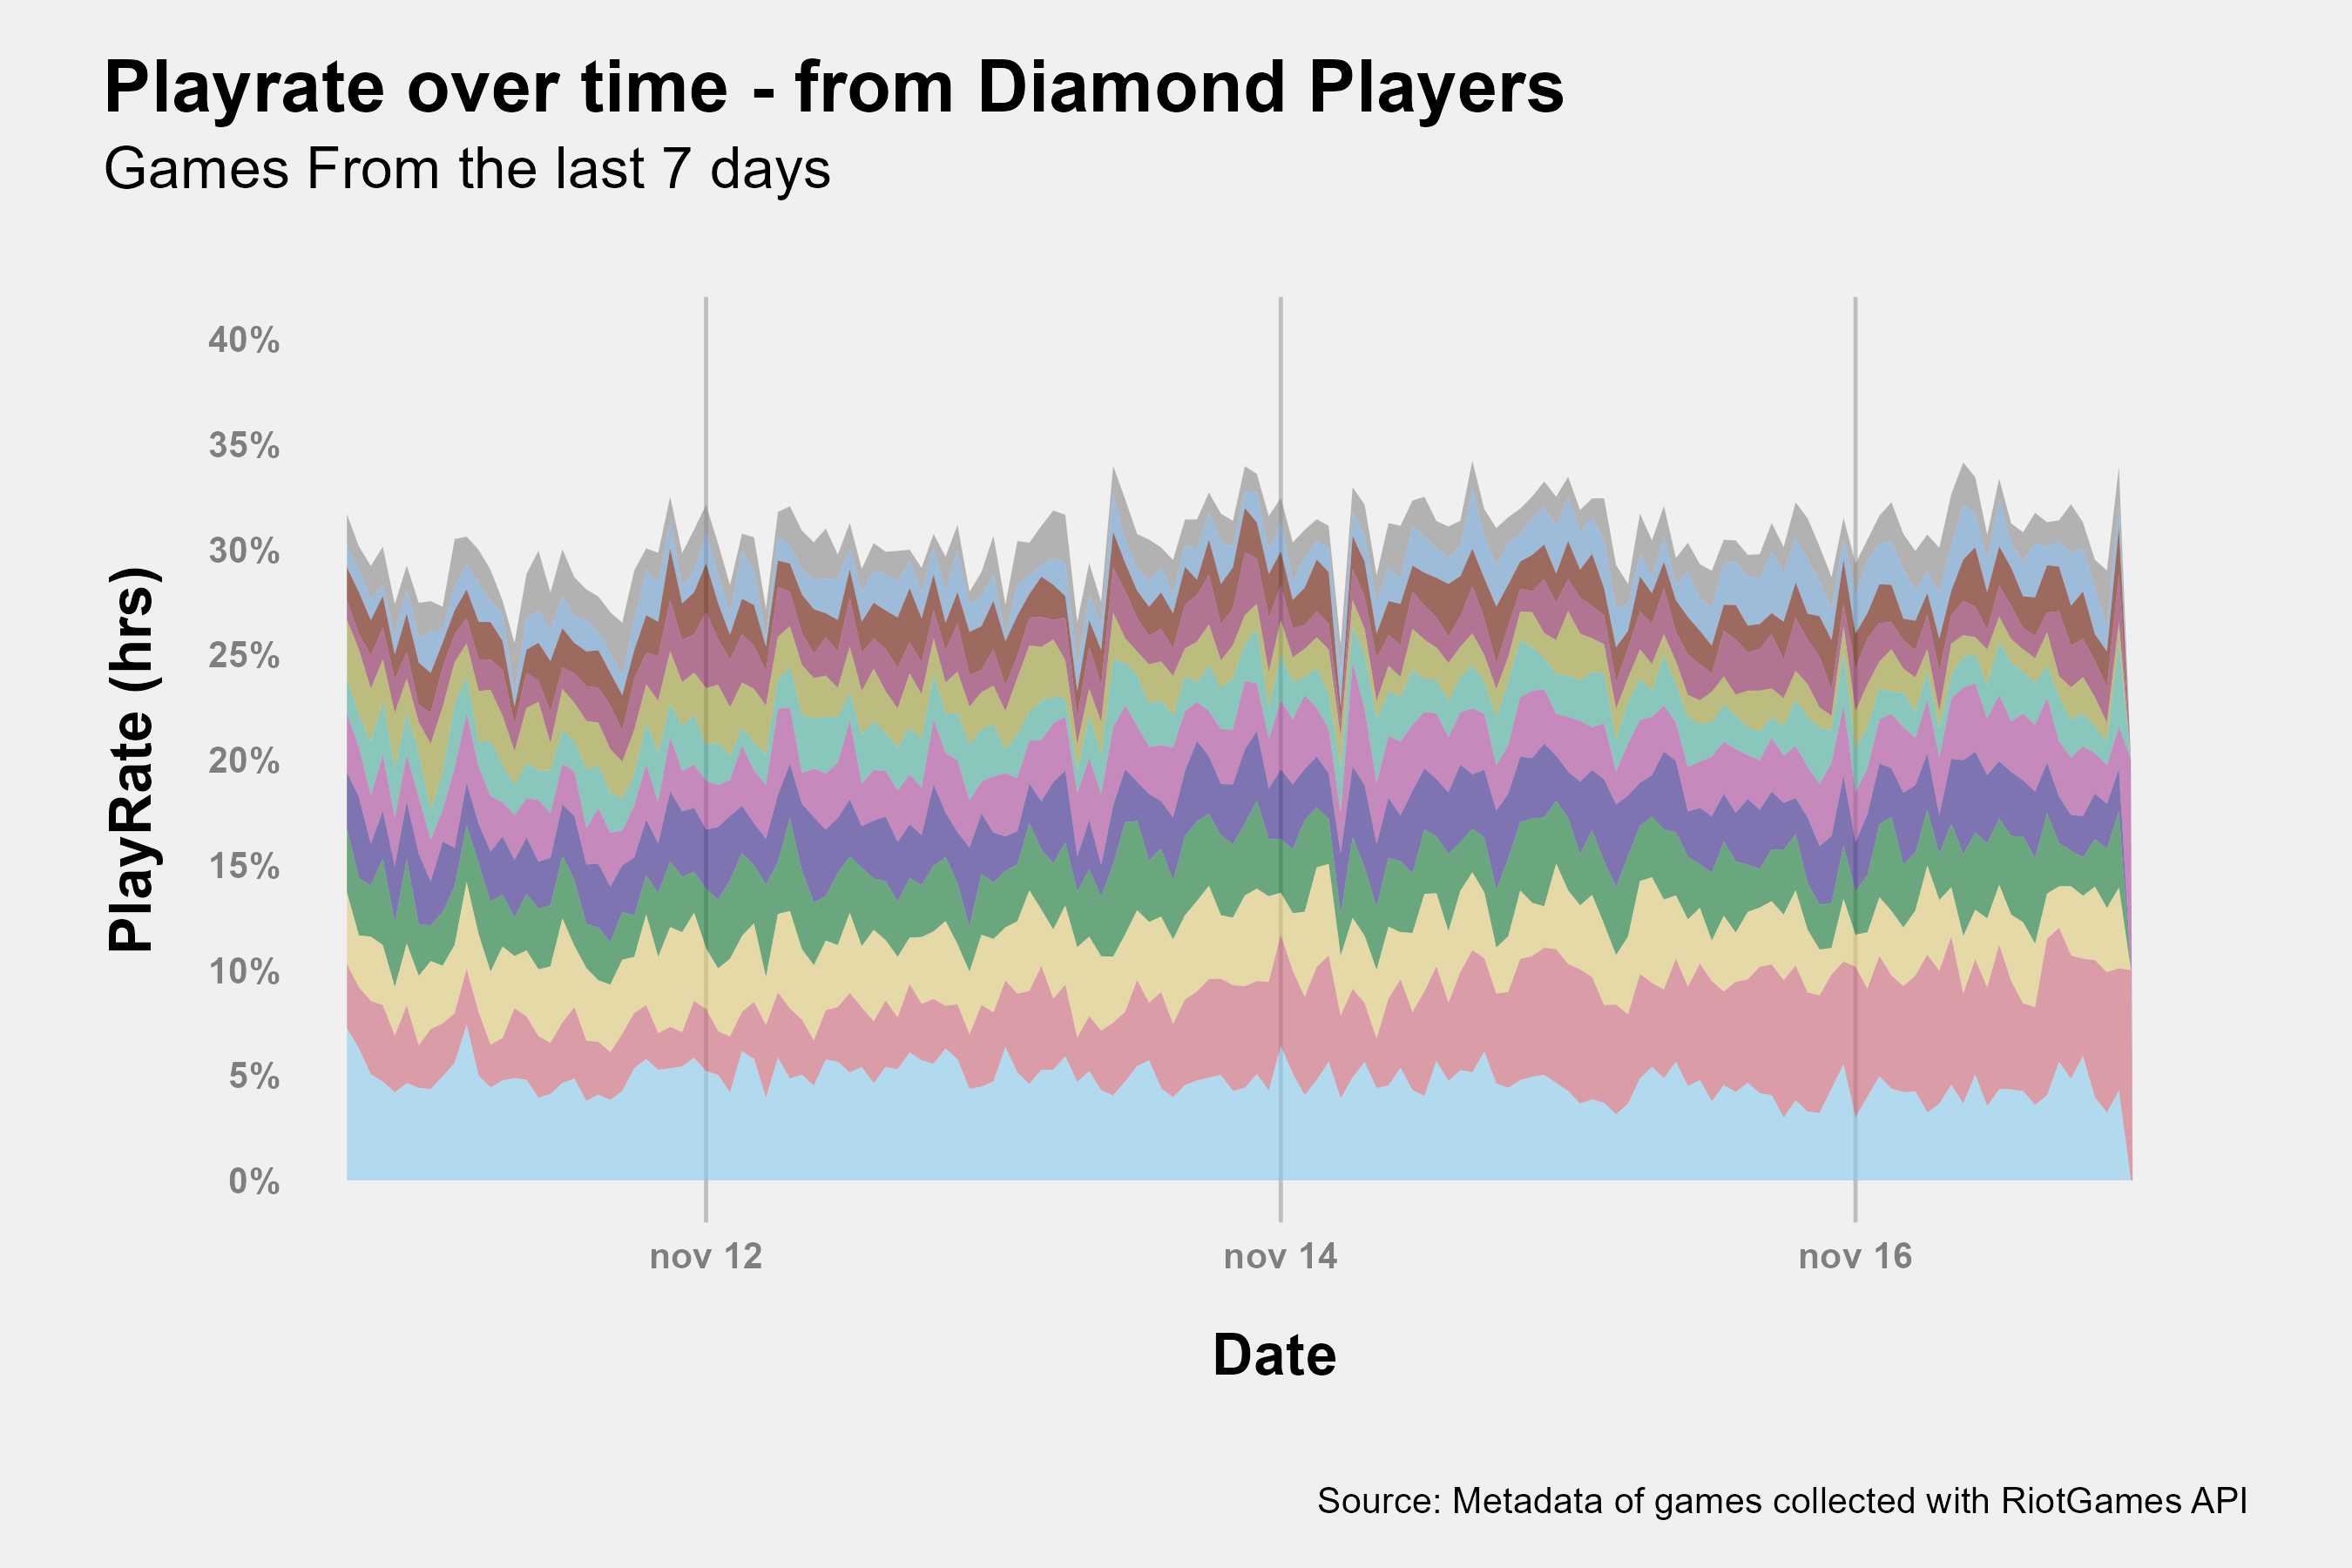 Playrate over time - from Diamond Players
Games From the last 7 days
PlayRate (hrs)
40%
35%
30%
25%
20%
15%
10%
5%
0%
nov 12
nov 14
nov 16
Date
Source: Metadata of games collected with RiotGames API